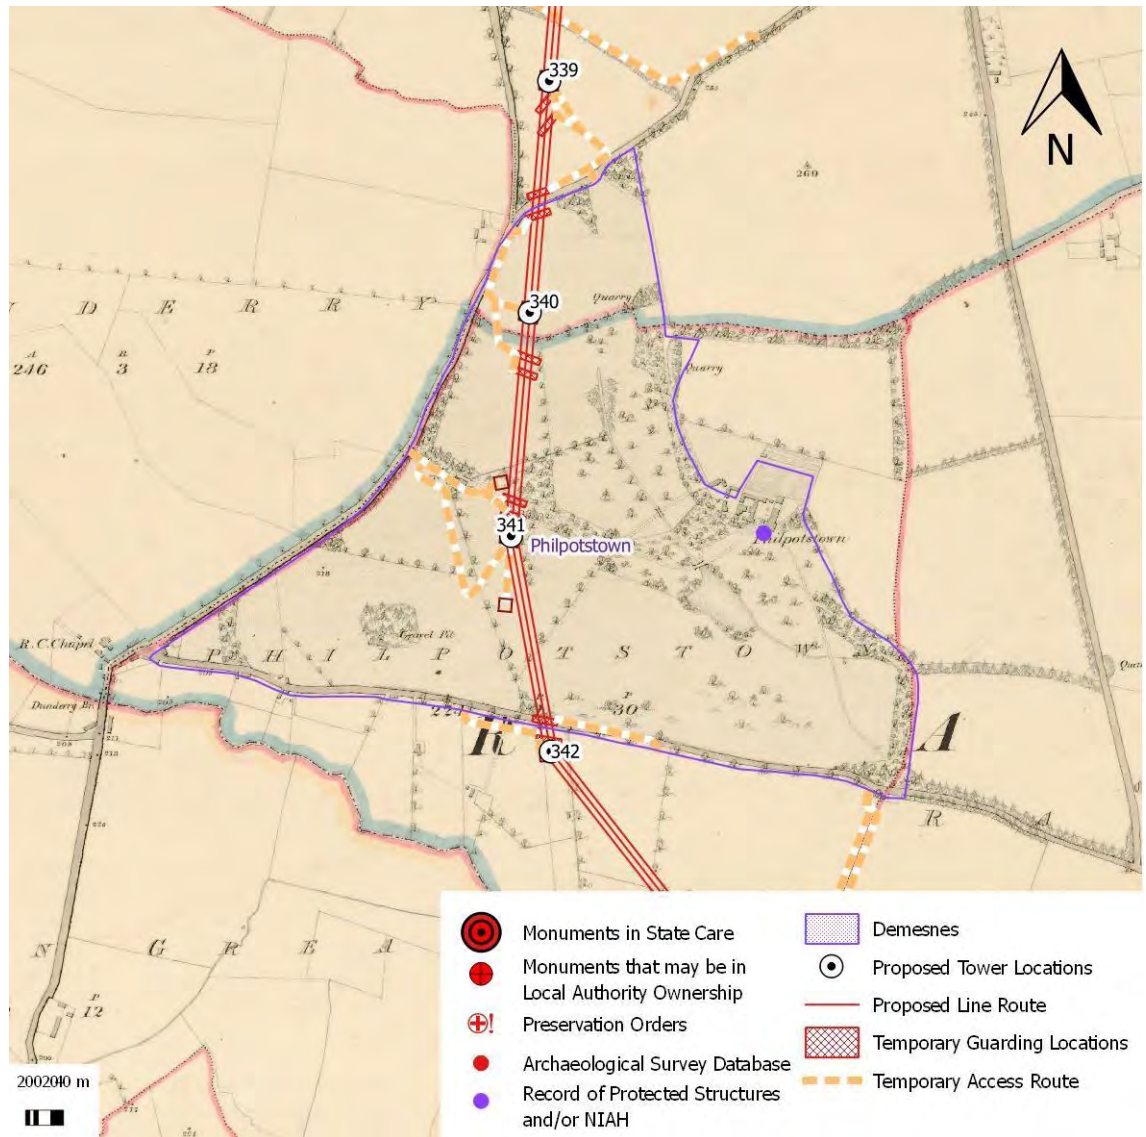 339
N
269
340
Quarry
D E R R Y
A R P
246 3 18
Quarry
341
Philpotstown
Philpotstown
Gravel Pit
R.C. Chapel
P H I L P O T S T O W N
P
30
Dunderry Br.
R
342
A
R A
N G R E A
P
12
Monuments in State Care
Monuments that may be in
Local Authority Ownership
Preservation Orders
Archaeological Survey Database
Record of Protected Structures
and/or NIAH
Demesnes
Proposed Tower Locations
Proposed Line Route
Temporary Guarding Locations
Temporary Access Route
2002040 m